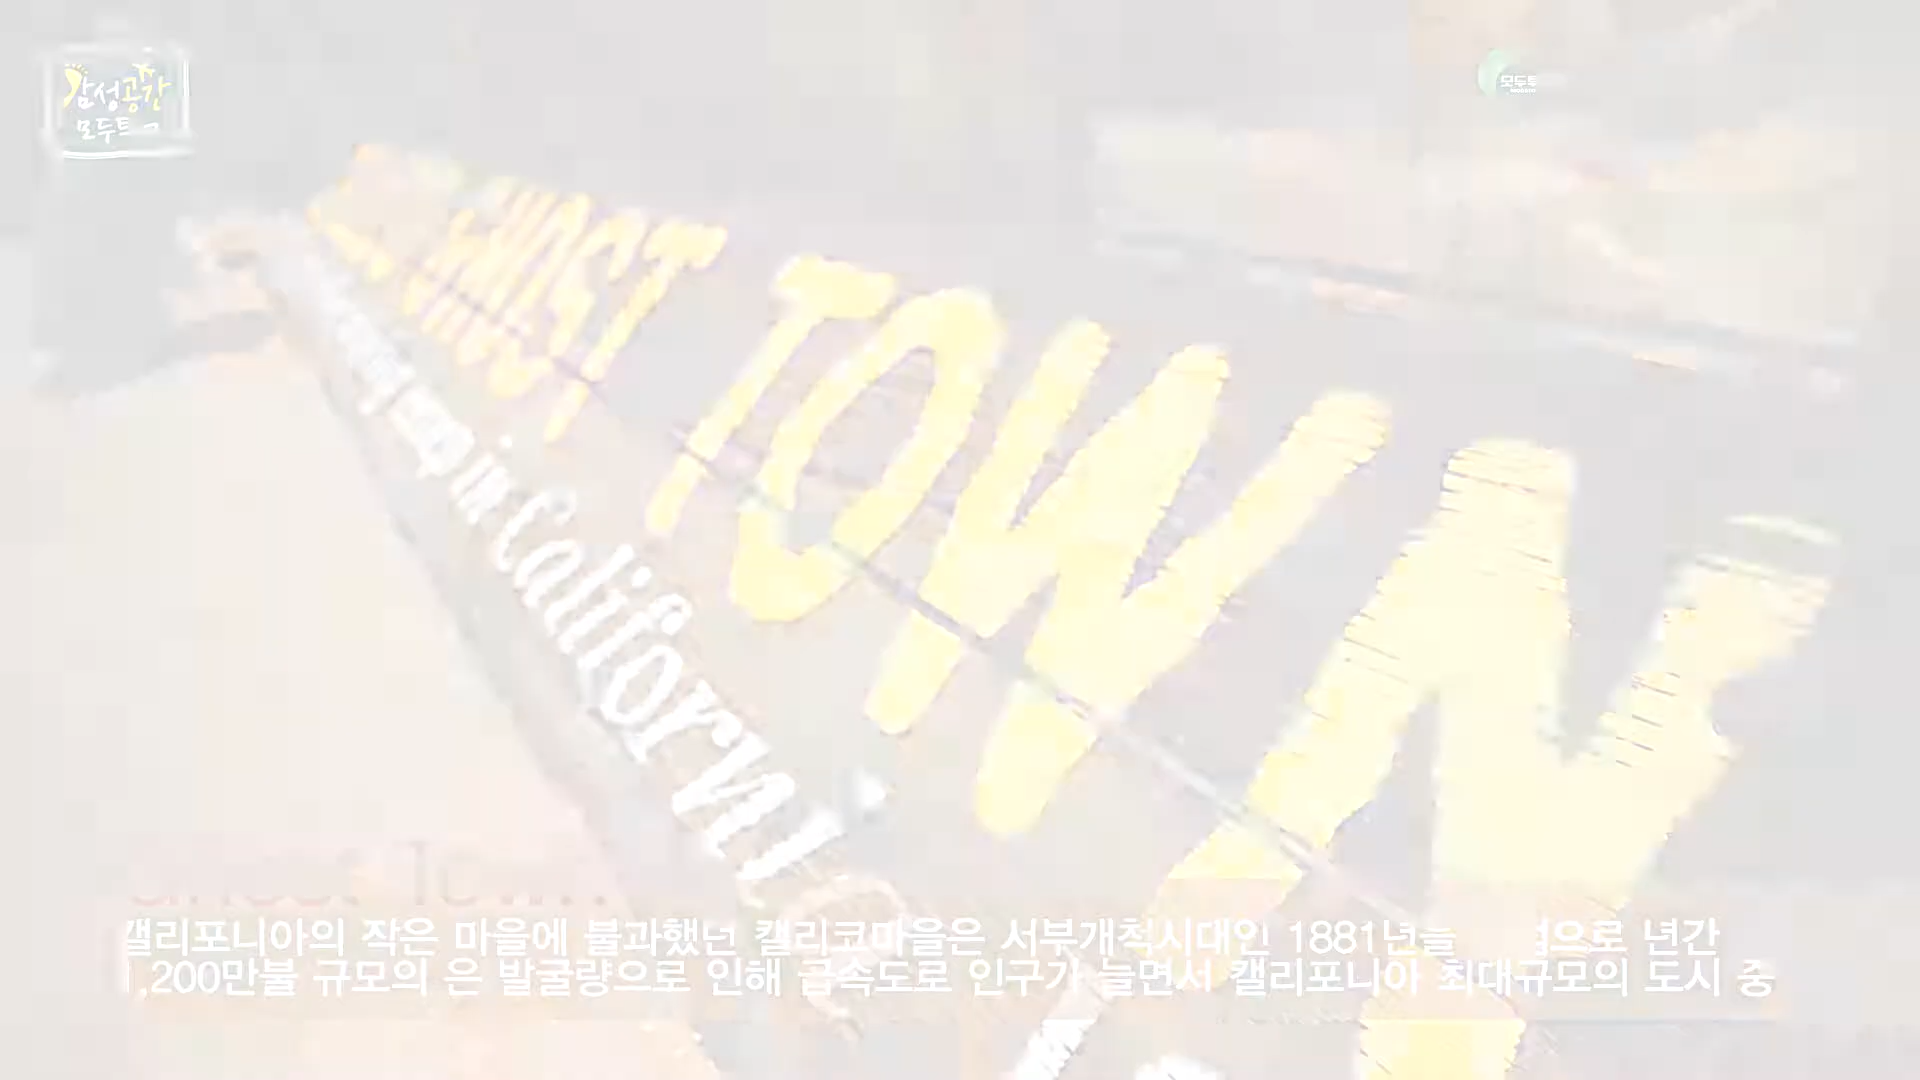 감성공간
모두투
GHOST TOWN
in California
Ghost Town
캘리포니아의 작은 마을에 불과했던 캘리코마을은 서부개척시대인 1881년 으로 년간
1,200만불 규모의 은 발굴량으로 인해 급속도로 인구가 늘면서 캘리포니아 최대규모의 도시 중